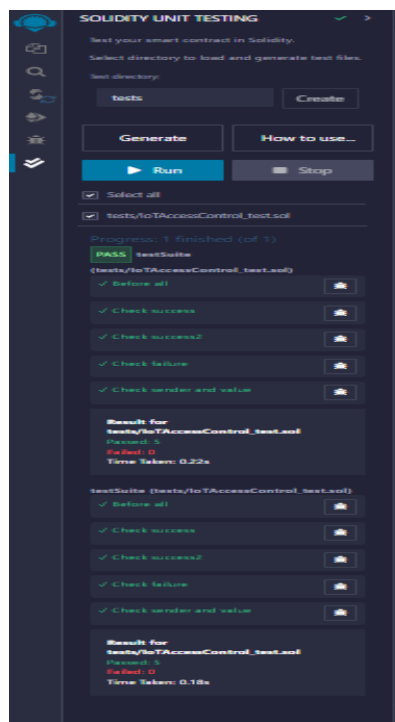 SOLIDITY UNIT TESTING
Test your smart contract in Solidity.
Select directory to load and generate test files.
Test directory:
tests
Create
Generate
How to use...
Run
Stop
Select all
tests/IoTAccessControl_test.sol
Progress: 1 finished (of 1)
PASS testSuite
(tests/IoTAccessControl_test.sol)
Before all
Check success
Check success2
Check failure
Check sender and value
Result for
tests/IoTAccessControl_test.sol
Passed: 5
Failed: 0
Time Taken: 0.22s
testSuite (tests/IoTAccessControl_test.sol)
Before all
Check success
Check success2
Check failure
Check sender and value
Result for
tests/IoTAccessControl_test.sol
Passed: 5
Failed: 0
Time Taken: 0.18s